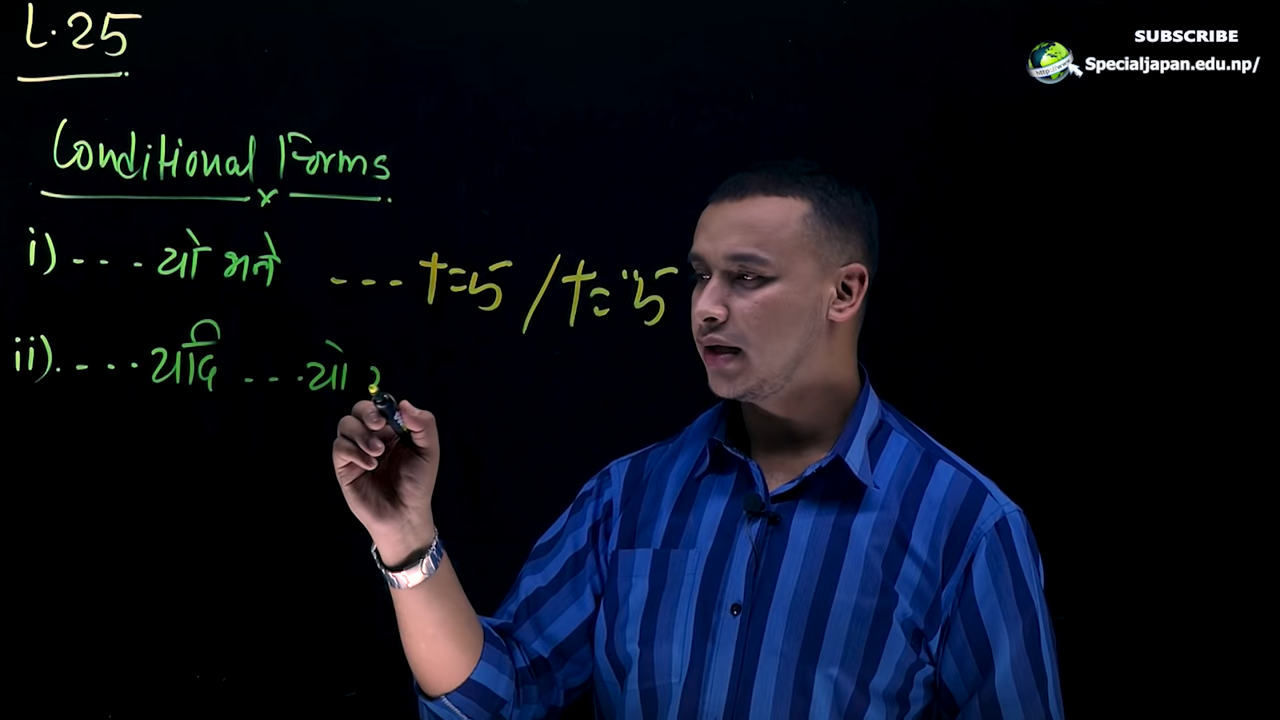 L.25
SUBSCRIBE
Specialjapan.edu.np/
Conditional Forms
i) ... यो भने ... たら / だら
ii) .... यदि ... यो